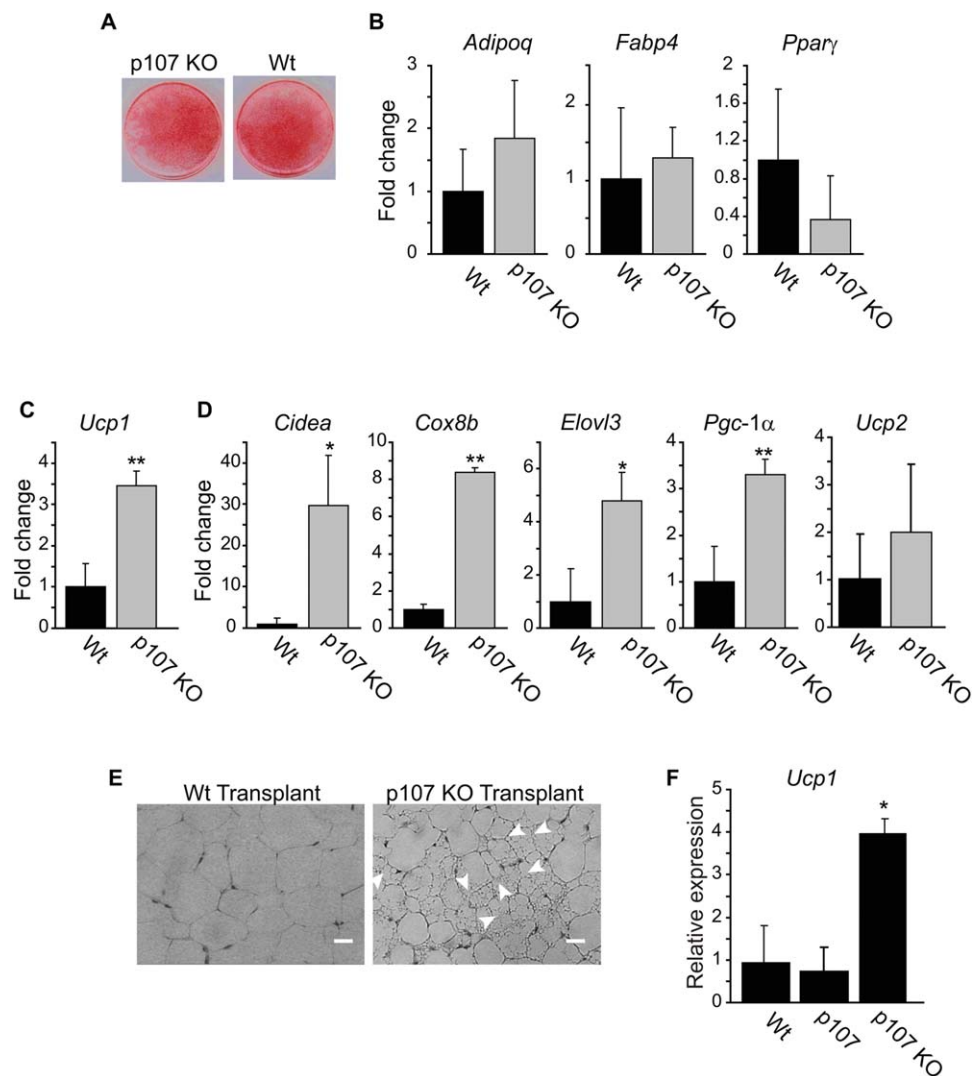 A
p107 KO
Wt
B
Adipoq
Fabp4
Pparγ
Fold change
3
2
1
0
2
1
0
2
1.6
1.2
0.8
0.4
0
Wt
p107 KO
Wt
p107 KO
Wt
p107 KO
C
Ucp1
Fold change
5
4
3
2
1
0
**
Wt
p107 KO
D
Cidea
Cox8b
Elovl3
Pgc-1α
Ucp2
Fold change
50
40
30
20
10
0
*
Wt
p107 KO
10
8
6
4
2
0
**
Wt
p107 KO
8
6
4
2
0
*
Wt
p107 KO
4
3
2
1
0
**
Wt
p107 KO
4
3
2
1
0
Wt
p107 KO
E
Wt Transplant
p107 KO Transplant
F
Ucp1
Relative expression
5
4
3
2
1
0
*
Wt
p107
p107 KO